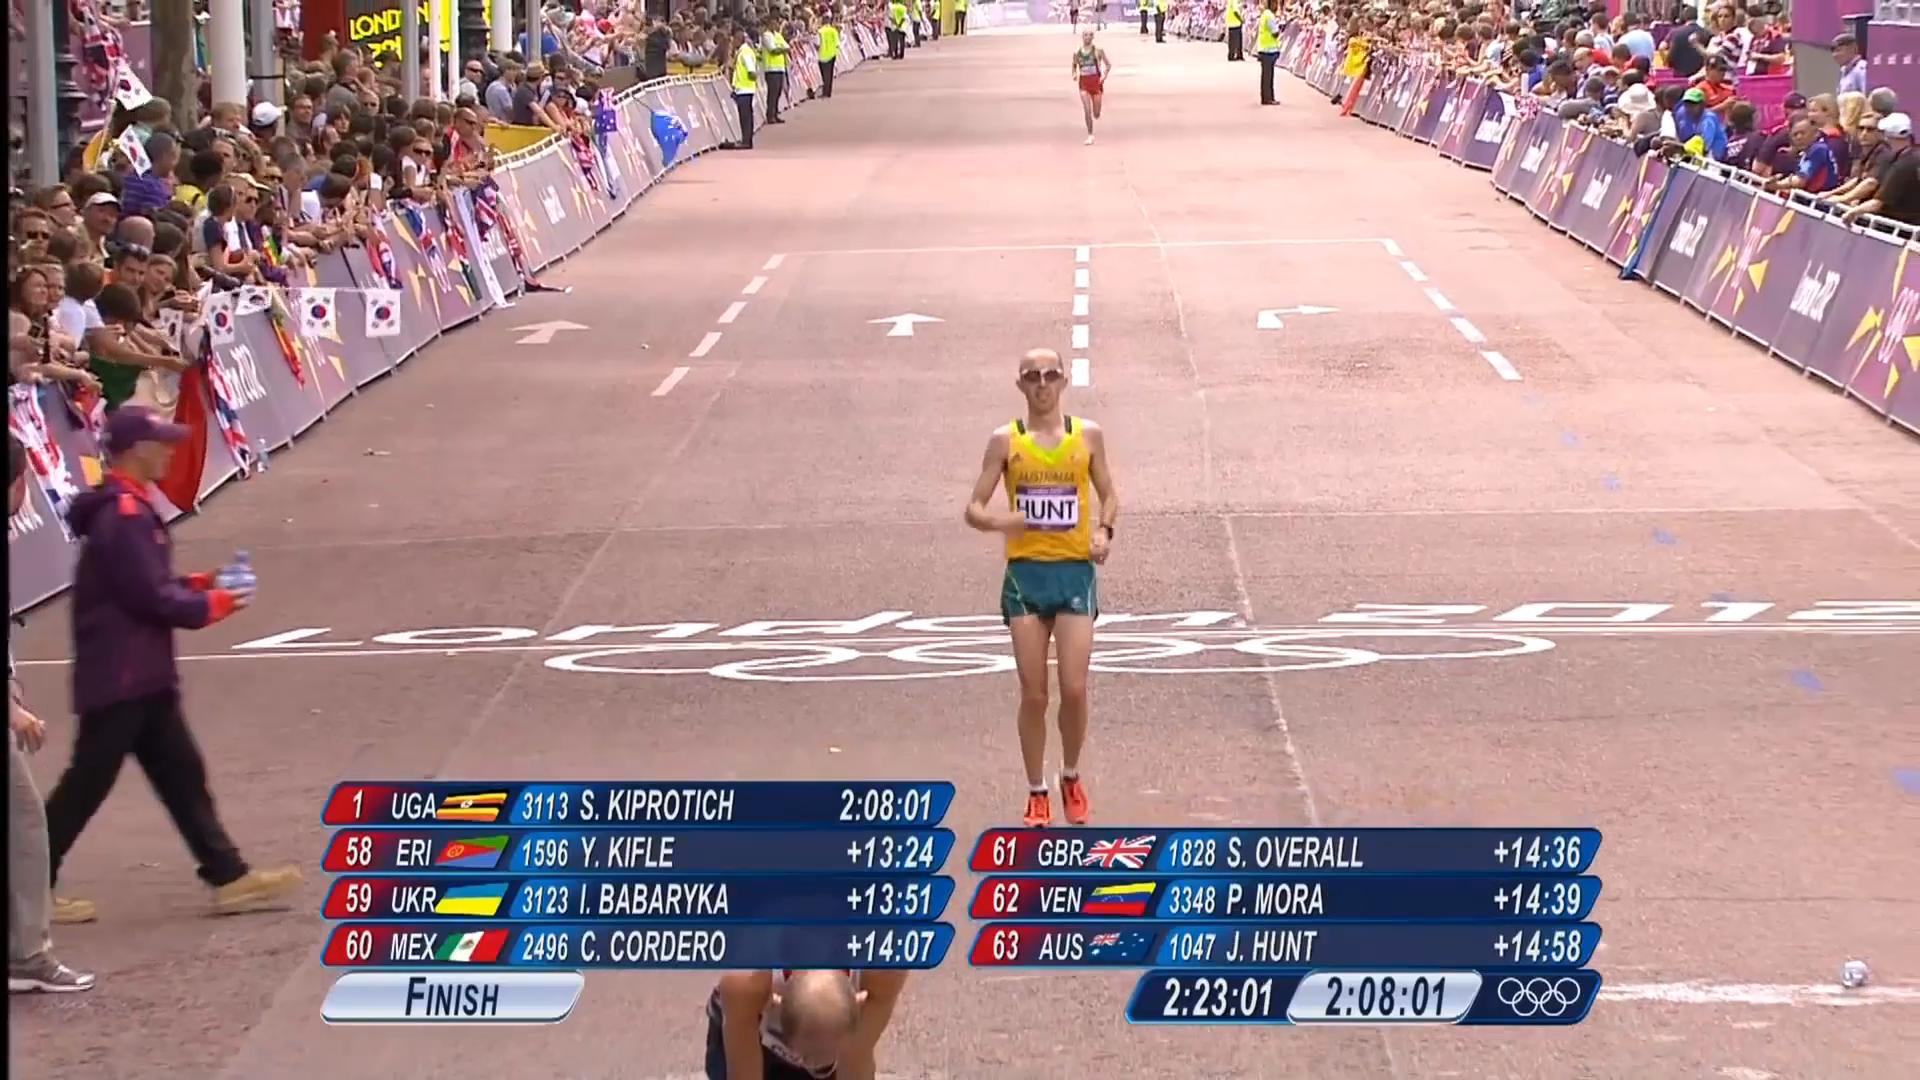 LONDON
AUSTRALIA
London 2012
HUNT
London 2012
1 UGA 3113 S. KIPROTICH 2:08:01
58 ERI 1596 Y. KIFLE +13:24
59 UKR 3123 I. BABARYKA +13:51
60 MEX 2496 C. CORDERO +14:07
61 GBR 1828 S. OVERALL +14:36
62 VEN 3348 P. MORA +14:39
63 AUS 1047 J. HUNT +14:58
FINISH
2:23:01 2:08:01